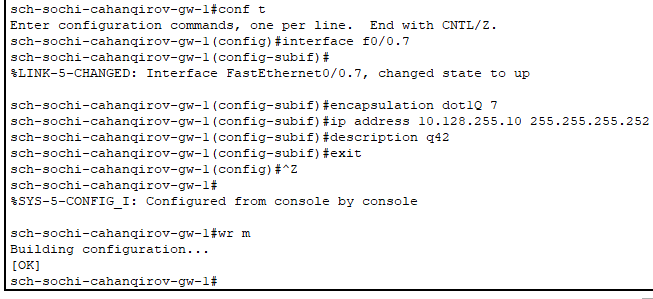 sch-sochi-cahanqirov-gw-1#conf t
Enter configuration commands, one per line.  End with CNTL/Z.
sch-sochi-cahanqirov-gw-1(config)#interface f0/0.7
sch-sochi-cahanqirov-gw-1(config-subif)#
%LINK-5-CHANGED: Interface FastEthernet0/0.7, changed state to up

sch-sochi-cahanqirov-gw-1(config-subif)#encapsulation dot1Q 7
sch-sochi-cahanqirov-gw-1(config-subif)#ip address 10.128.255.10 255.255.255.252
sch-sochi-cahanqirov-gw-1(config-subif)#description q42
sch-sochi-cahanqirov-gw-1(config-subif)#exit
sch-sochi-cahanqirov-gw-1(config)#^Z
sch-sochi-cahanqirov-gw-1#
%SYS-5-CONFIG_I: Configured from console by console

sch-sochi-cahanqirov-gw-1#wr m
Building configuration...
[OK]
sch-sochi-cahanqirov-gw-1#